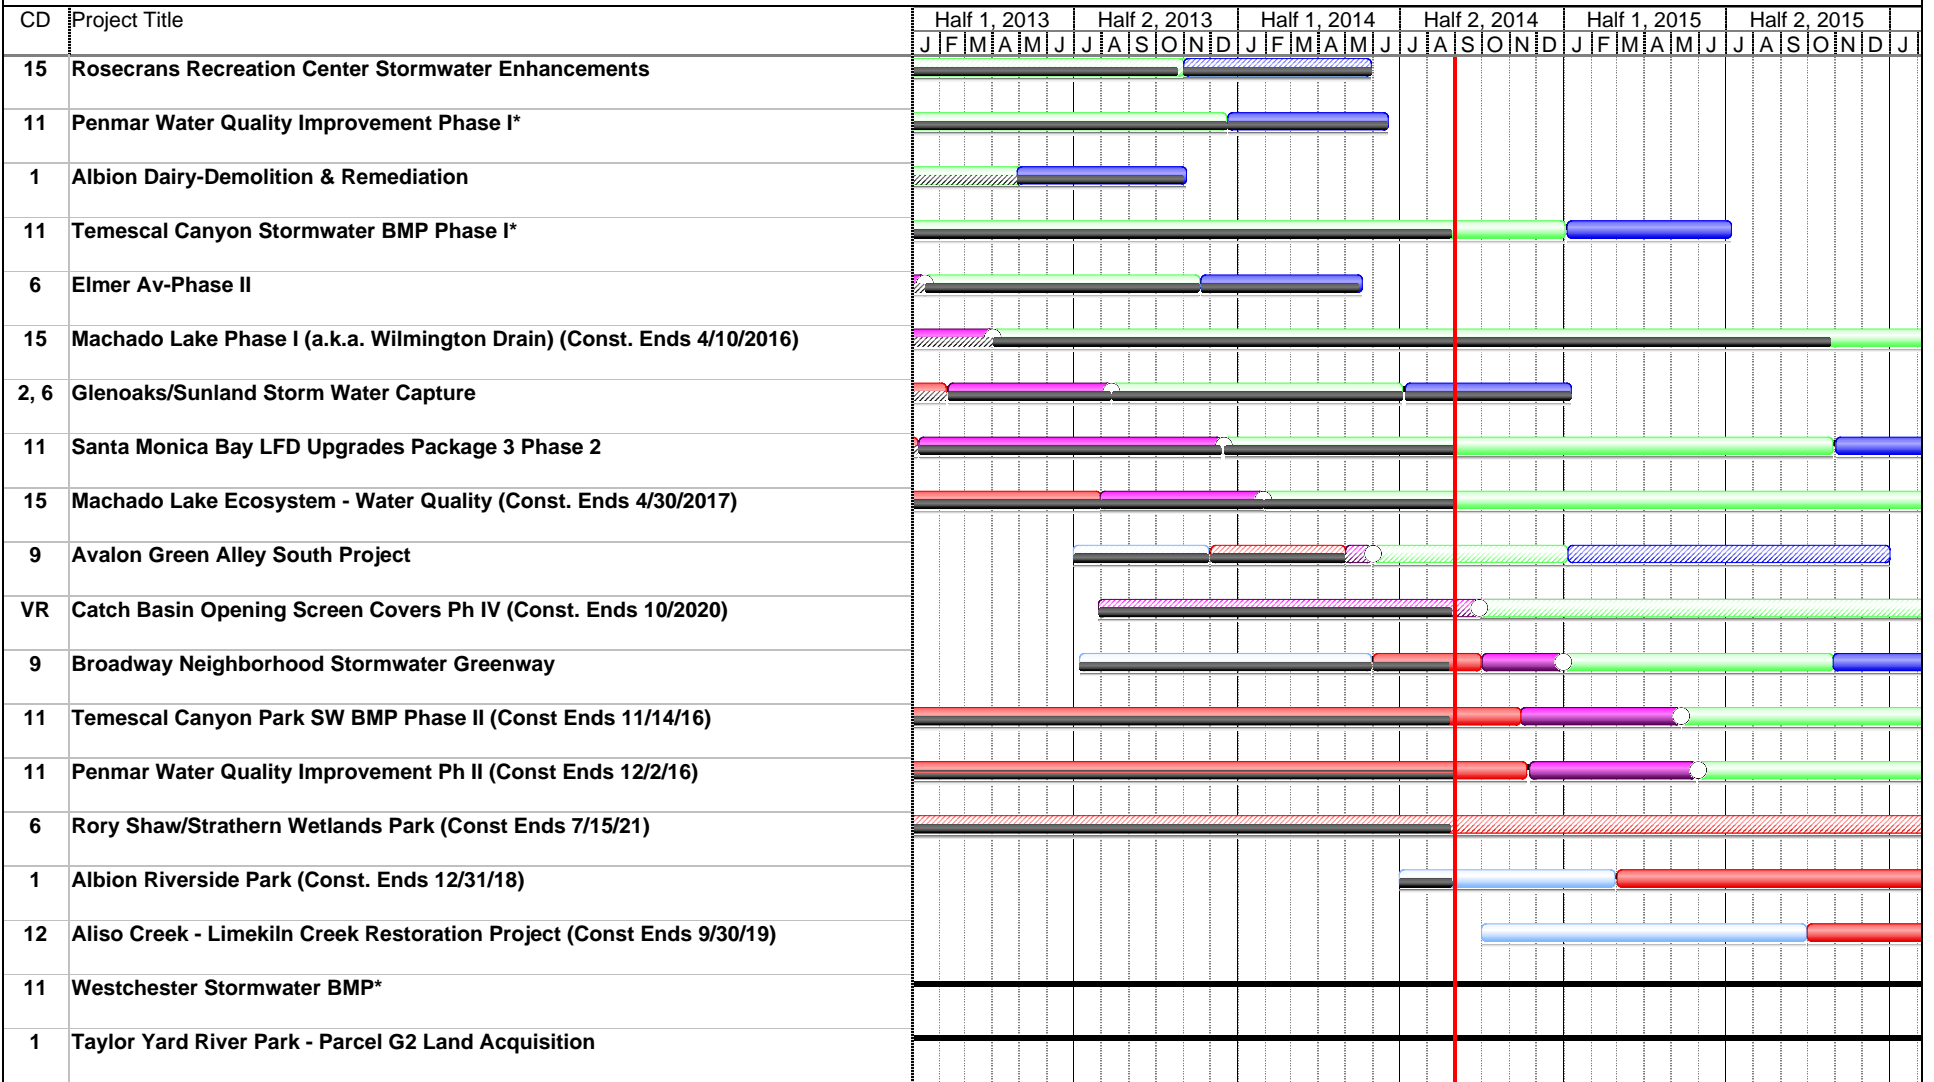 CD Project Title Half 1, 2013 Half 2, 2013 Half 1, 2014 Half 2, 2014 Half 1, 2015 Half 2, 2015
J F M A M J J A S O N D J F M A M J J A S O N D J F M A M J J A S O N D J
15 Rosecrans Recreation Center Stormwater Enhancements
11 Penmar Water Quality Improvement Phase I*
1 Albion Dairy-Demolition & Remediation
11 Temescal Canyon Stormwater BMP Phase I*
6 Elmer Av-Phase II
15 Machado Lake Phase I (a.k.a. Wilmington Drain) (Const. Ends 4/10/2016)
2, 6 Glenoaks/Sunland Storm Water Capture
11 Santa Monica Bay LFD Upgrades Package 3 Phase 2
15 Machado Lake Ecosystem - Water Quality (Const. Ends 4/30/2017)
9 Avalon Green Alley South Project
VR Catch Basin Opening Screen Covers Ph IV (Const. Ends 10/2020)
9 Broadway Neighborhood Stormwater Greenway
11 Temescal Canyon Park SW BMP Phase II (Const Ends 11/14/16)
11 Penmar Water Quality Improvement Ph II (Const Ends 12/2/16)
6 Rory Shaw/Strathern Wetlands Park (Const Ends 7/15/21)
1 Albion Riverside Park (Const. Ends 12/31/18)
12 Aliso Creek - Limekiln Creek Restoration Project (Const Ends 9/30/19)
11 Westchester Stormwater BMP*
1 Taylor Yard River Park - Parcel G2 Land Acquisition